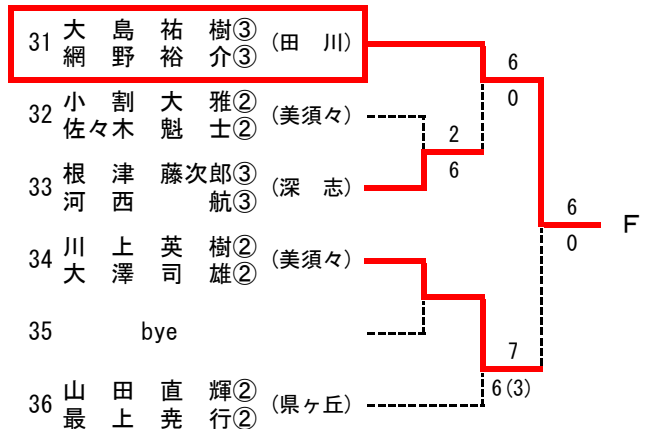 31 大島祐樹③ (田川)
網野裕介③
6
0
32 小割大雅② (美須々)
佐々木魁士②
2
6
33 根津藤次郎③ (深志)
河西航③
6
0
F
34 川上英樹② (美須々)
大澤司雄②
35 bye
7
6(3)
36 山田直輝② (県ヶ丘)
最上尭行②